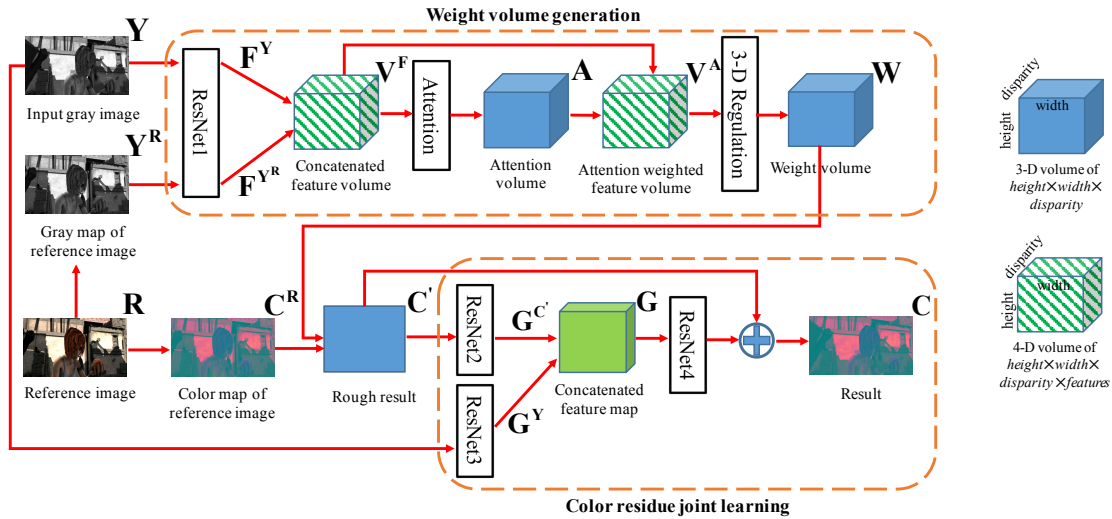 Weight volume generation
Y
Input gray image
Y^R
Gray map of
reference image
R
Reference image
ResNet1
F^Y
F^{Y^R}
V^F
Concatenated
feature volume
Attention
A
Attention
volume
V^A
Attention weighted
feature volume
3-D Regulation
W
Weight volume
C^R
Color map of
reference image
C'
Rough result
ResNet2
ResNet3
G^{C'}
G^Y
G
Concatenated
feature map
ResNet4
C
Result
Color residue joint learning
disparity
width
height
3-D volume of
height×width×
disparity
disparity
width
height
4-D volume of
height×width×
disparity×features